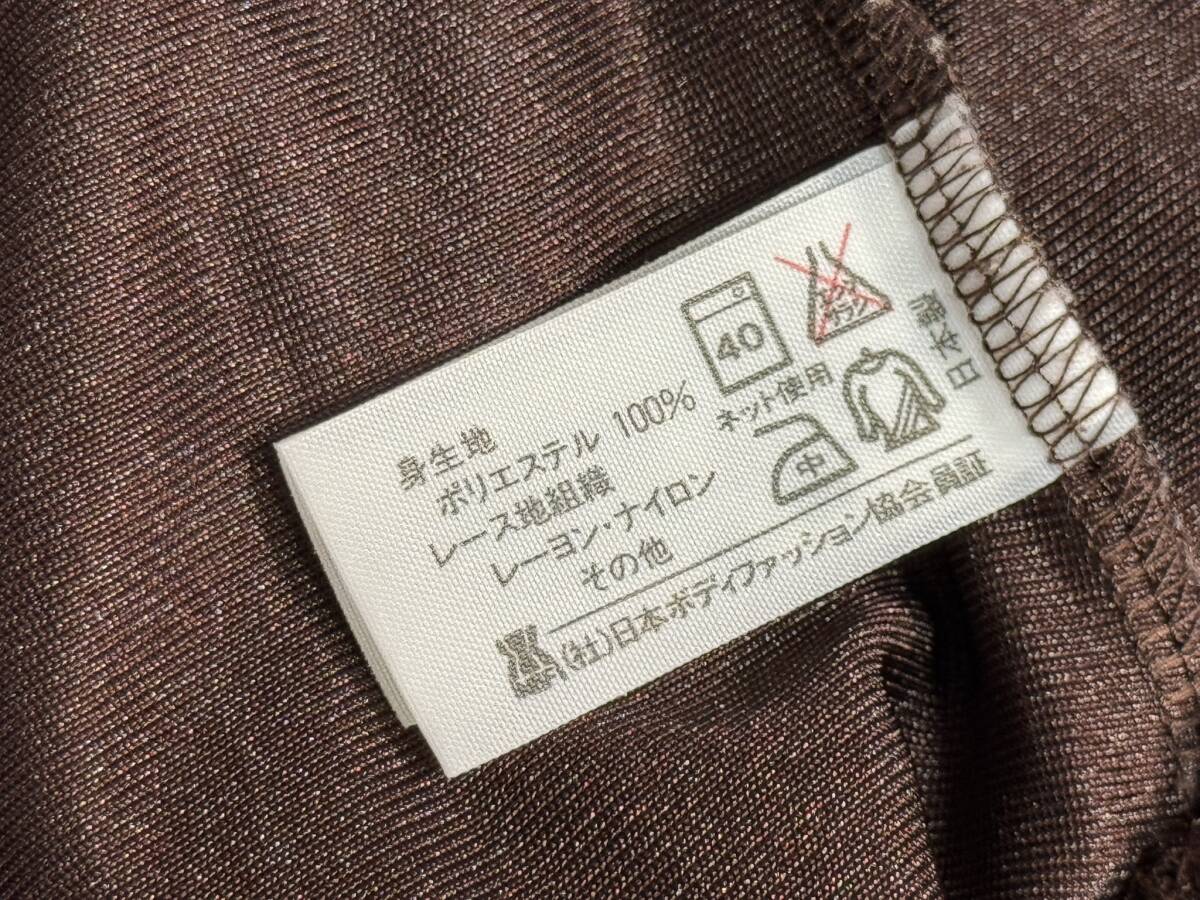 身生地
ポリエステル 100%
レース地組織
レーヨン・ナイロン
その他
40
ネット使用
中
日本製
(社)日本ボディファッション協会員証